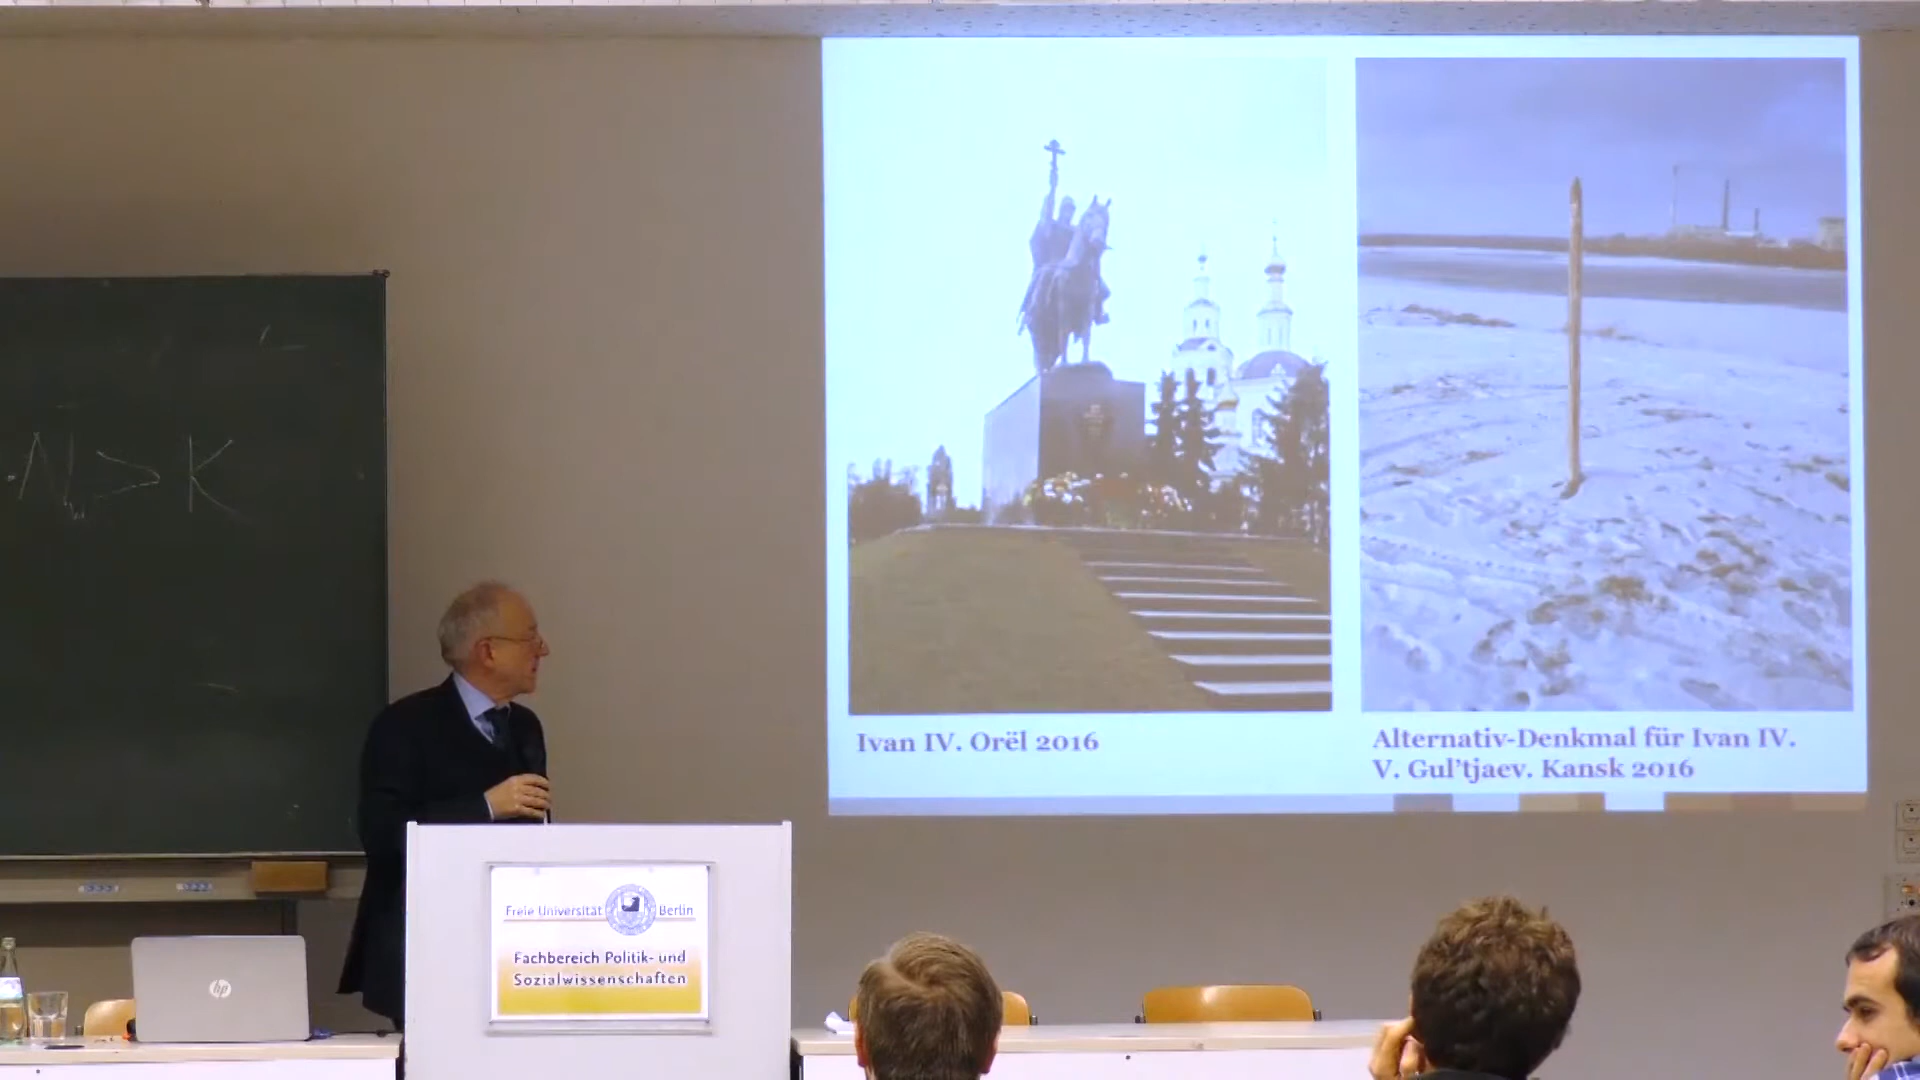 Ivan IV. Orël 2016
Alternativ-Denkmal für Ivan IV.
V. Gul'tjaev. Kansk 2016
Freie Universität Berlin
Fachbereich Politik- und
Sozialwissenschaften
hp